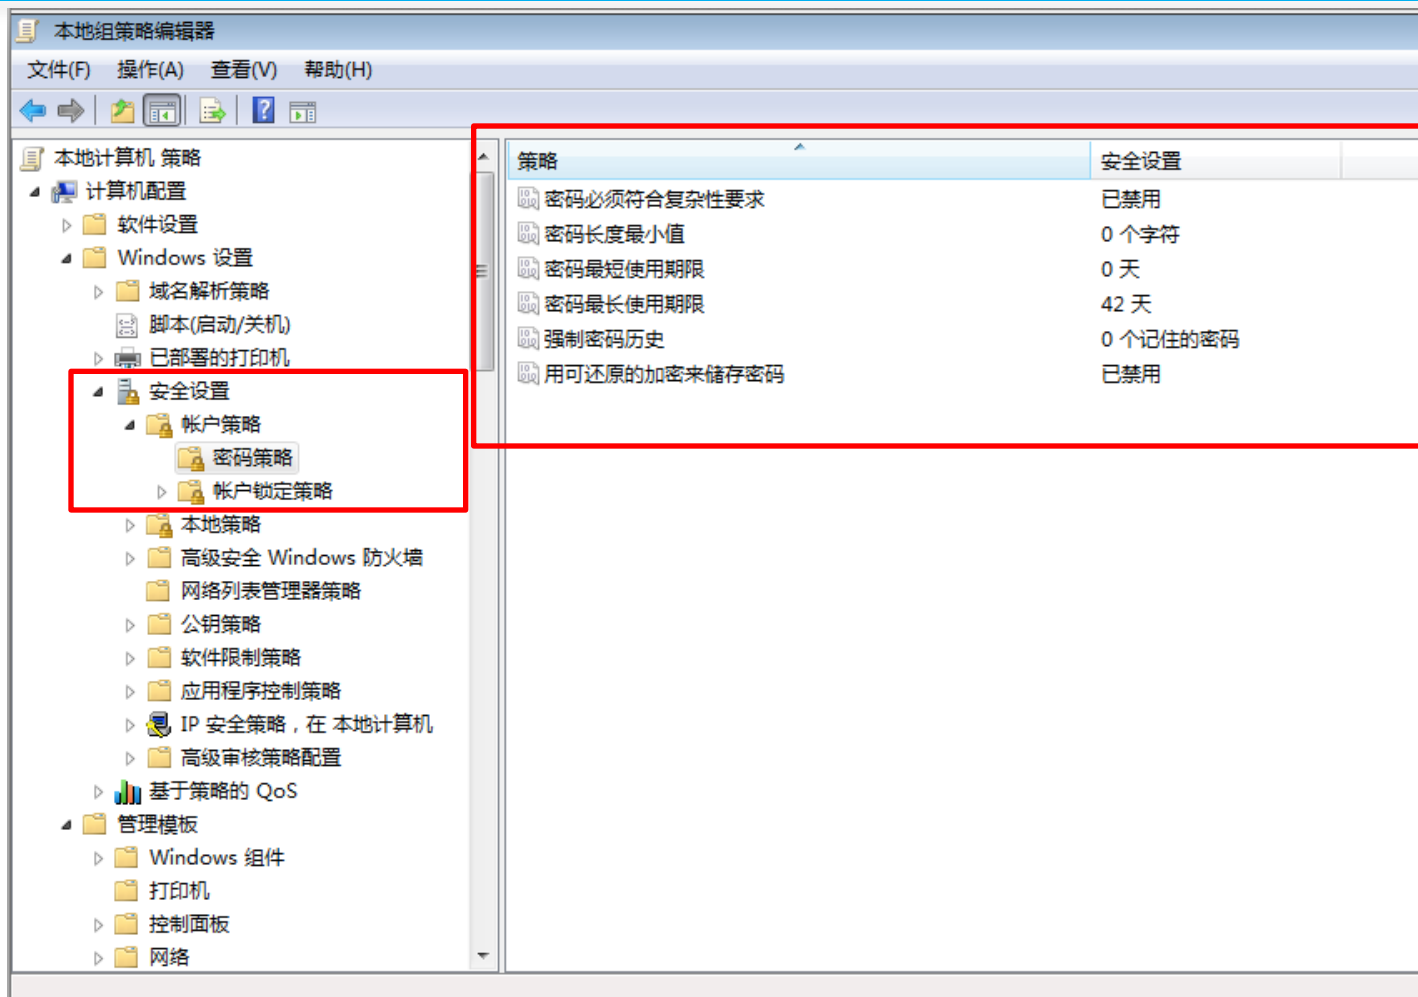 本地组策略编辑器
文件(F) 操作(A) 查看(V) 帮助(H)
本地计算机 策略
计算机配置
软件设置
Windows 设置
域名解析策略
脚本(启动/关机)
已部署的打印机
安全设置
帐户策略
密码策略
帐户锁定策略
本地策略
高级安全 Windows 防火墙
网络列表管理器策略
公钥策略
软件限制策略
应用程序控制策略
IP 安全策略，在 本地计算机
高级审核策略配置
基于策略的 QoS
管理模板
Windows 组件
打印机
控制面板
网络
策略 安全设置
密码必须符合复杂性要求 已禁用
密码长度最小值 0 个字符
密码最短使用期限 0 天
密码最长使用期限 42 天
强制密码历史 0 个记住的密码
用可还原的加密来储存密码 已禁用